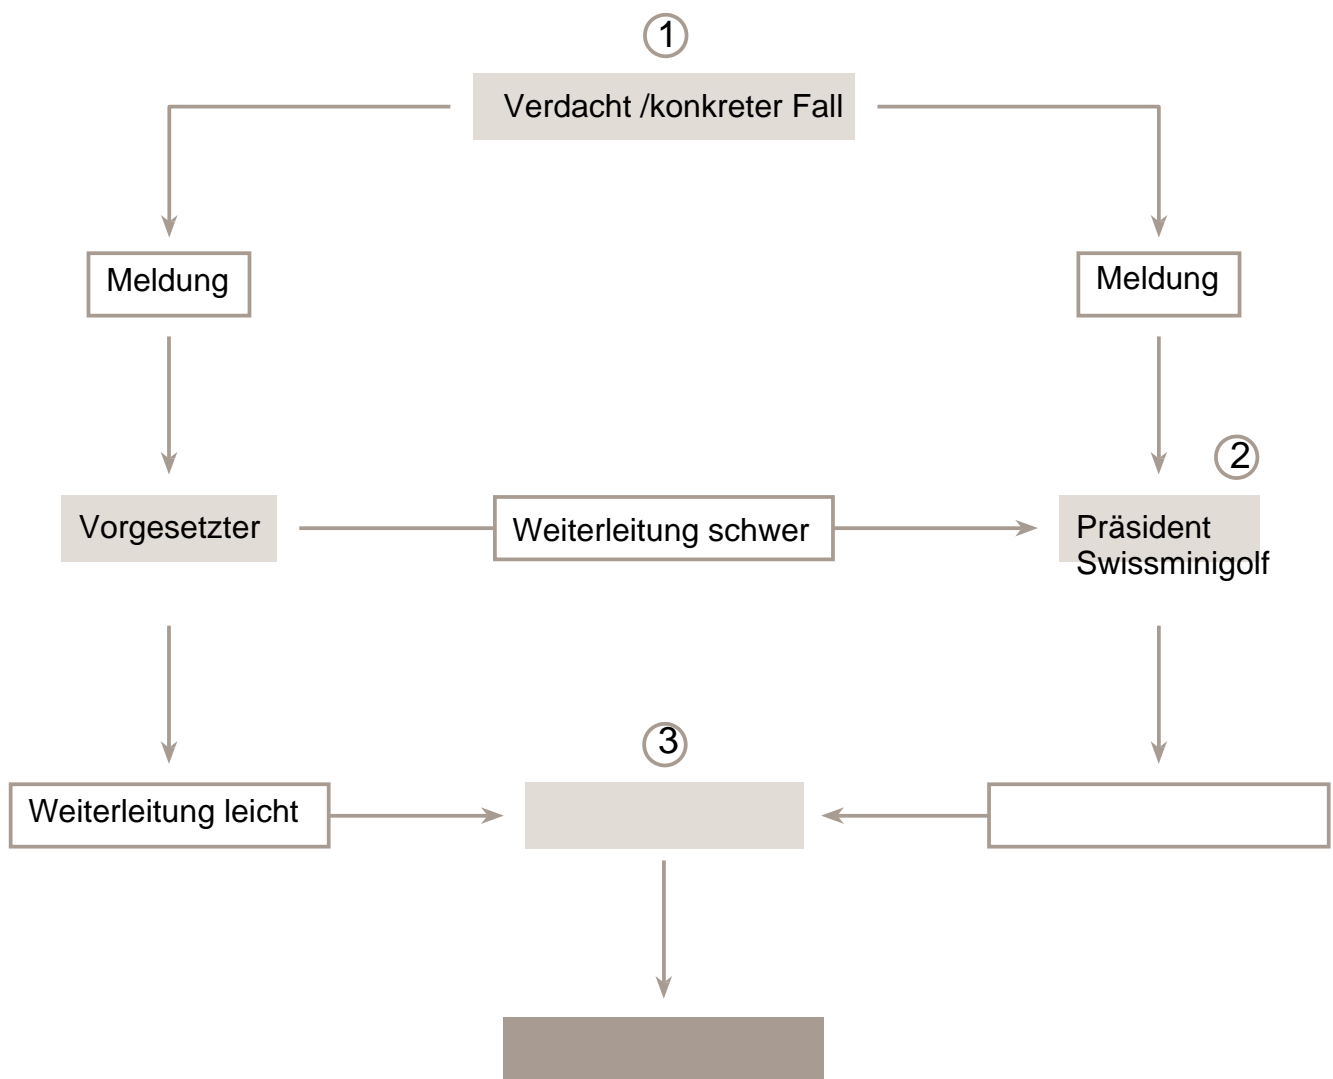 1
Verdacht /konkreter Fall
Meldung
Meldung
2
Vorgesetzter
Weiterleitung schwer
Präsident
Swissminigolf
3
Weiterleitung leicht